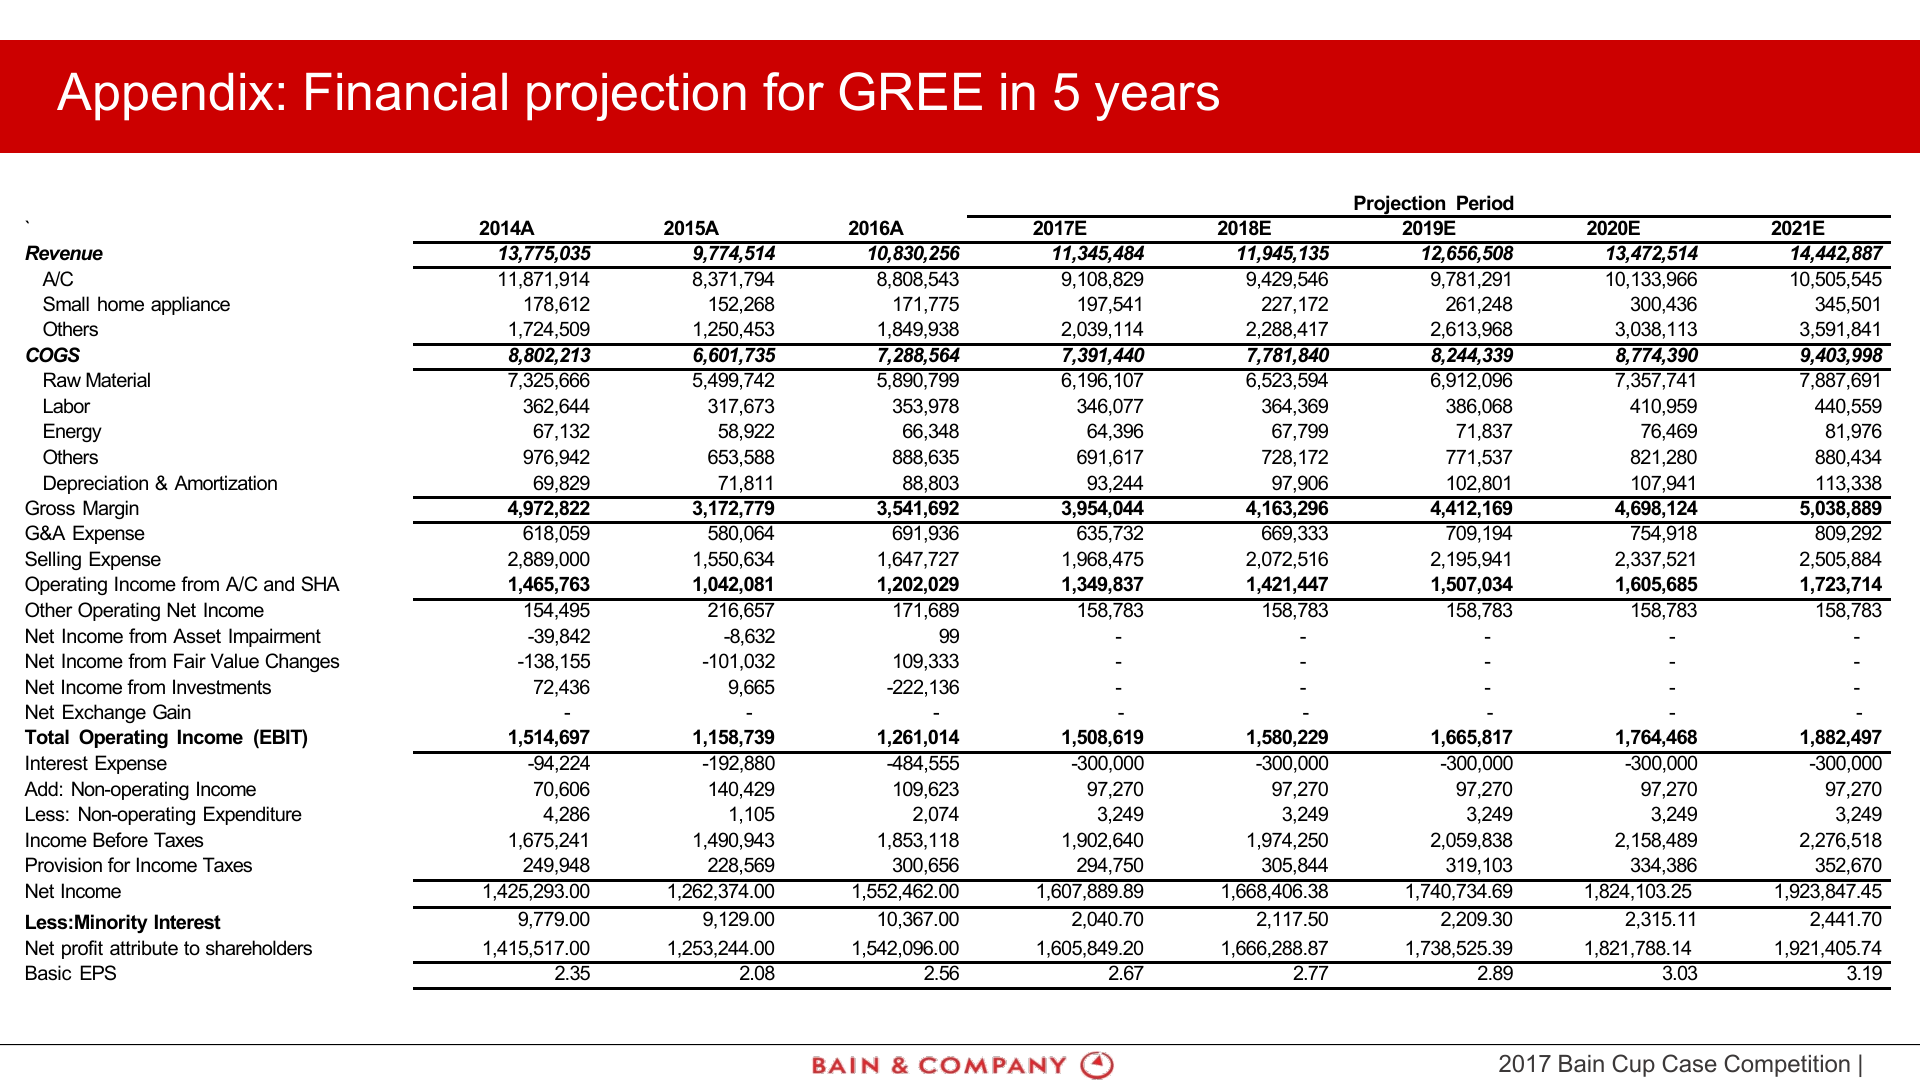 Appendix: Financial projection for GREE in 5 years
Projection Period
` 2014A 2015A 2016A 2017E 2018E 2019E 2020E 2021E
Revenue 13,775,035 9,774,514 10,830,256 11,345,484 11,945,135 12,656,508 13,472,514 14,442,887
A/C 11,871,914 8,371,794 8,808,543 9,108,829 9,429,546 9,781,291 10,133,966 10,505,545
Small home appliance 178,612 152,268 171,775 197,541 227,172 261,248 300,436 345,501
Others 1,724,509 1,250,453 1,849,938 2,039,114 2,288,417 2,613,968 3,038,113 3,591,841
COGS 8,802,213 6,601,735 7,288,564 7,391,440 7,781,840 8,244,339 8,774,390 9,403,998
Raw Material 7,325,666 5,499,742 5,890,799 6,196,107 6,523,594 6,912,096 7,357,741 7,887,691
Labor 362,644 317,673 353,978 346,077 364,369 386,068 410,959 440,559
Energy 67,132 58,922 66,348 64,396 67,799 71,837 76,469 81,976
Others 976,942 653,588 888,635 691,617 728,172 771,537 821,280 880,434
Depreciation & Amortization 69,829 71,811 88,803 93,244 97,906 102,801 107,941 113,338
Gross Margin 4,972,822 3,172,779 3,541,692 3,954,044 4,163,296 4,412,169 4,698,124 5,038,889
G&A Expense 618,059 580,064 691,936 635,732 669,333 709,194 754,918 809,292
Selling Expense 2,889,000 1,550,634 1,647,727 1,968,475 2,072,516 2,195,941 2,337,521 2,505,884
Operating Income from A/C and SHA 1,465,763 1,042,081 1,202,029 1,349,837 1,421,447 1,507,034 1,605,685 1,723,714
Other Operating Net Income 154,495 216,657 171,689 158,783 158,783 158,783 158,783 158,783
Net Income from Asset Impairment -39,842 -8,632 99 - - - - -
Net Income from Fair Value Changes -138,155 -101,032 109,333 - - - - -
Net Income from Investments 72,436 9,665 -222,136 - - - - -
Net Exchange Gain - - - - - - - -
Total Operating Income (EBIT) 1,514,697 1,158,739 1,261,014 1,508,619 1,580,229 1,665,817 1,764,468 1,882,497
Interest Expense -94,224 -192,880 -484,555 -300,000 -300,000 -300,000 -300,000 -300,000
Add: Non-operating Income 70,606 140,429 109,623 97,270 97,270 97,270 97,270 97,270
Less: Non-operating Expenditure 4,286 1,105 2,074 3,249 3,249 3,249 3,249 3,249
Income Before Taxes 1,675,241 1,490,943 1,853,118 1,902,640 1,974,250 2,059,838 2,158,489 2,276,518
Provision for Income Taxes 249,948 228,569 300,656 294,750 305,844 319,103 334,386 352,670
Net Income 1,425,293.00 1,262,374.00 1,552,462.00 1,607,889.89 1,668,406.38 1,740,734.69 1,824,103.25 1,923,847.45
Less:Minority Interest 9,779.00 9,129.00 10,367.00 2,040.70 2,117.50 2,209.30 2,315.11 2,441.70
Net profit attribute to shareholders 1,415,517.00 1,253,244.00 1,542,096.00 1,605,849.20 1,666,288.87 1,738,525.39 1,821,788.14 1,921,405.74
Basic EPS 2.35 2.08 2.56 2.67 2.77 2.89 3.03 3.19
BAIN & COMPANY
2017 Bain Cup Case Competition |